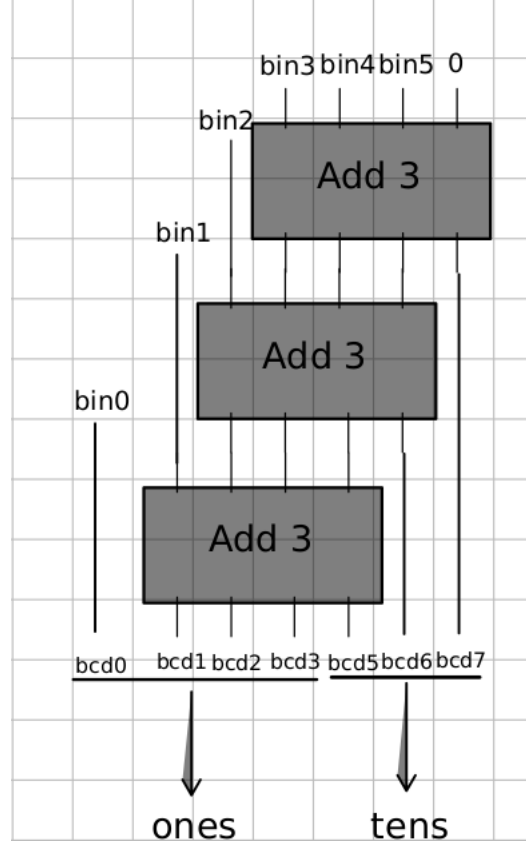 bin3 bin4 bin5 0
bin2
Add 3
bin1
Add 3
bin0
Add 3
bcd0 bcd1 bcd2 bcd3 bcd5 bcd6 bcd7
ones tens